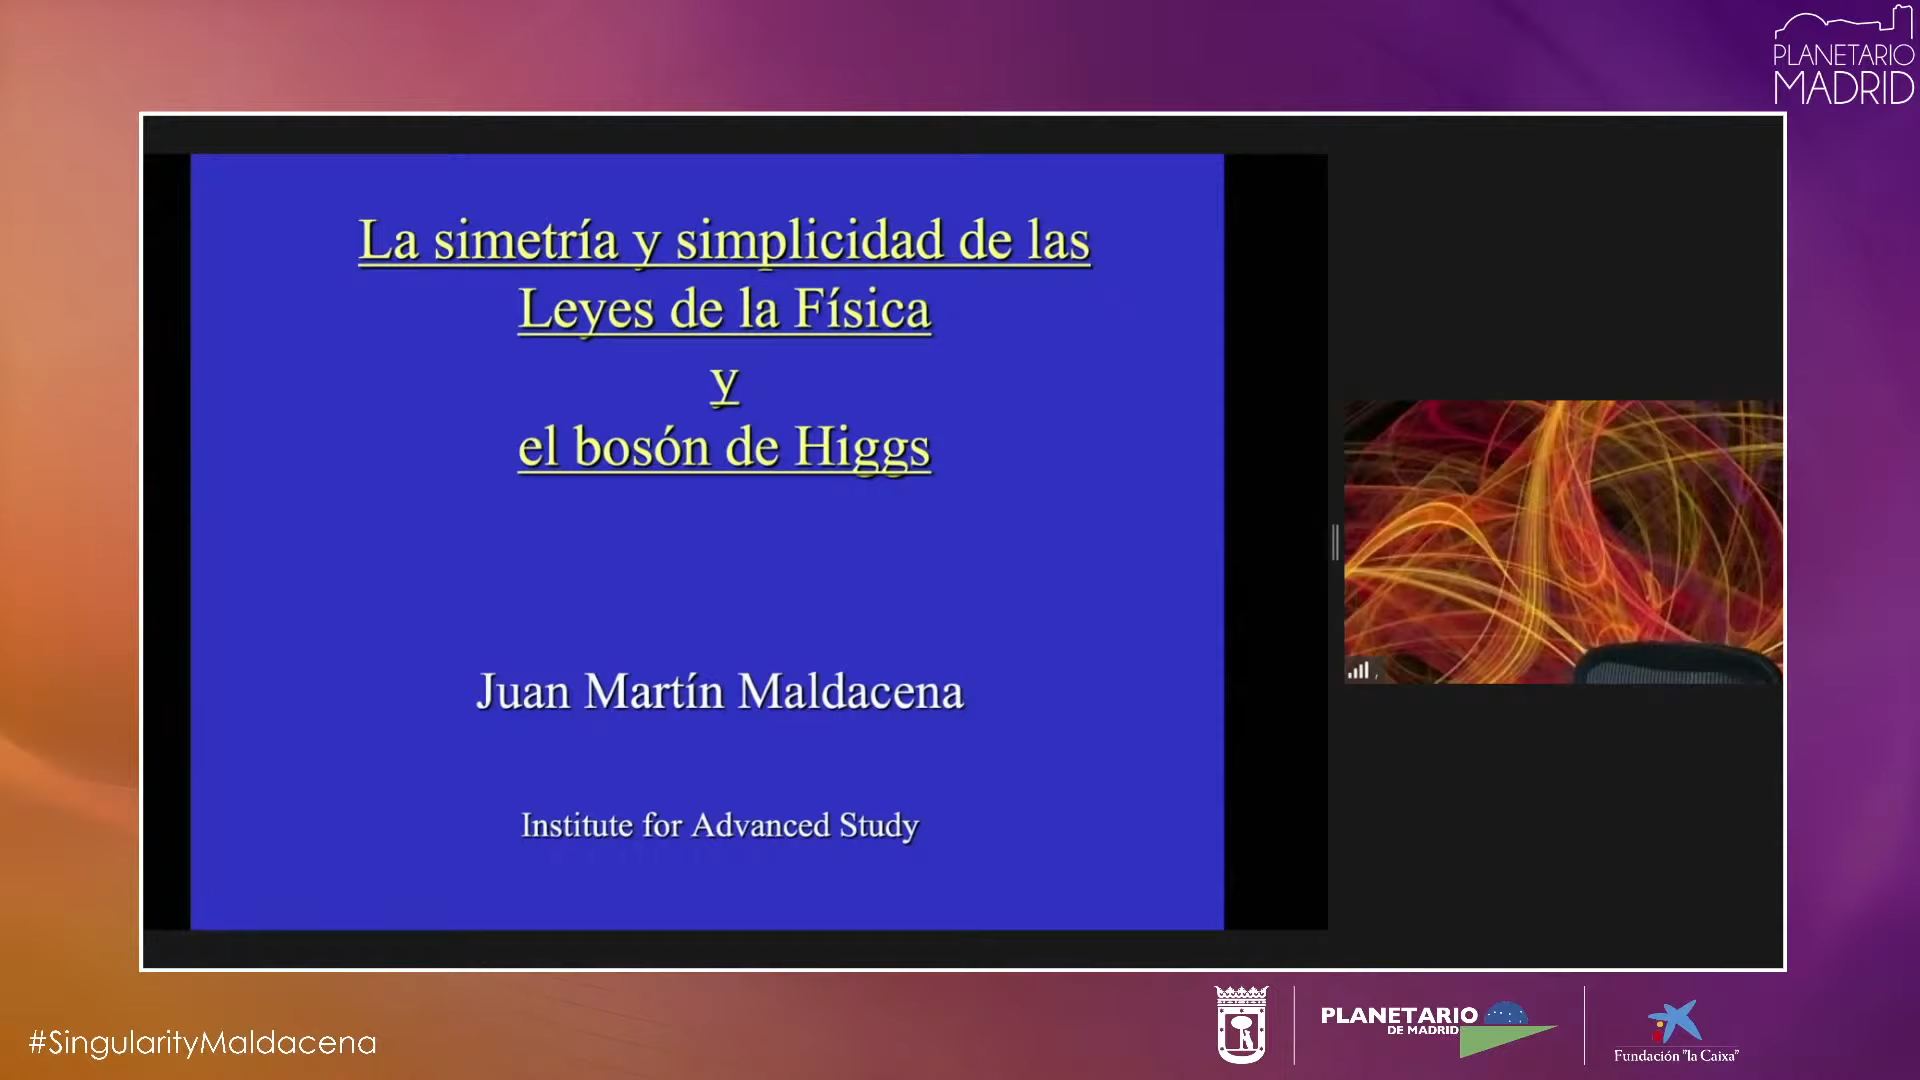 PLANETARIO
MADRID
La simetría y simplicidad de las
Leyes de la Física
y
el bosón de Higgs
Juan Martín Maldacena
Institute for Advanced Study
#SingularityMaldacena
PLANETARIO
DE MADRID
Fundación "la Caixa"